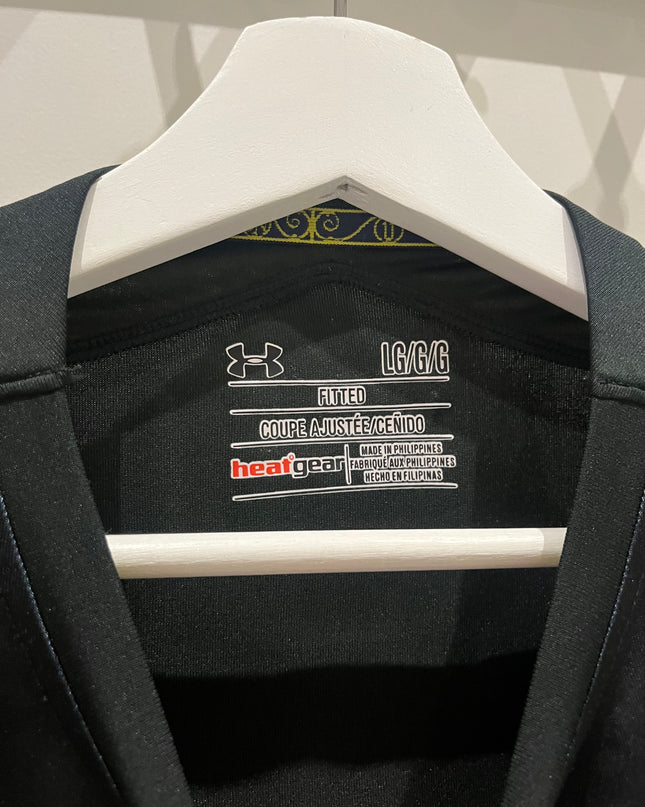 LG/G/G
FITTED
COUPE AJUSTÉE/CEÑIDO
heatgear
MADE IN PHILIPPINES
FABRIQUÉ AUX PHILIPPINES
HECHO EN FILIPINAS